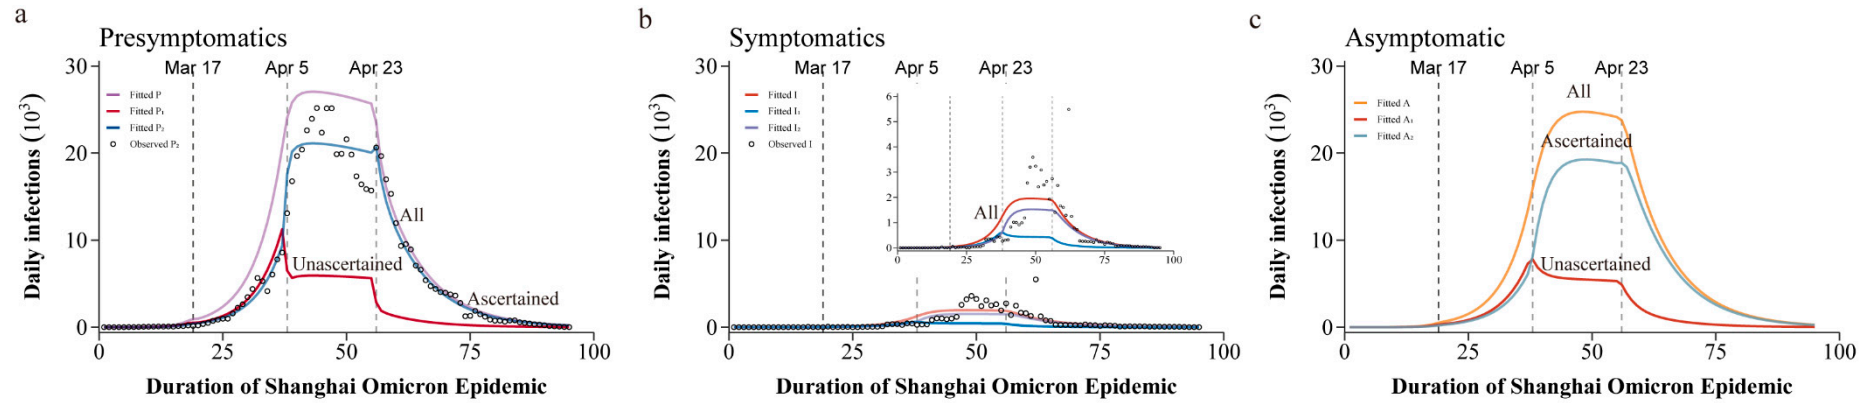 a
Presymptomatics
Mar 17 Apr 5 Apr 23
Fitted P
Fitted P₁
Fitted P₂
Observed P₂
All
Unascertained
Ascertained
30
20
10
0
0 25 50 75 100
Daily infections (10³)
Duration of Shanghai Omicron Epidemic
b
Symptomatics
Mar 17 Apr 5 Apr 23
Fitted I
Fitted I₁
Fitted I₂
Observed I
6
5
4
3
2
1
0
0 25 50 75 100
All
30
20
10
0
0 25 50 75 100
Daily infections (10³)
Duration of Shanghai Omicron Epidemic
c
Asymptomatic
Mar 17 Apr 5 Apr 23
Fitted A
Fitted A₁
Fitted A₂
All
Ascertained
Unascertained
30
20
10
0
0 25 50 75 100
Daily infections (10³)
Duration of Shanghai Omicron Epidemic